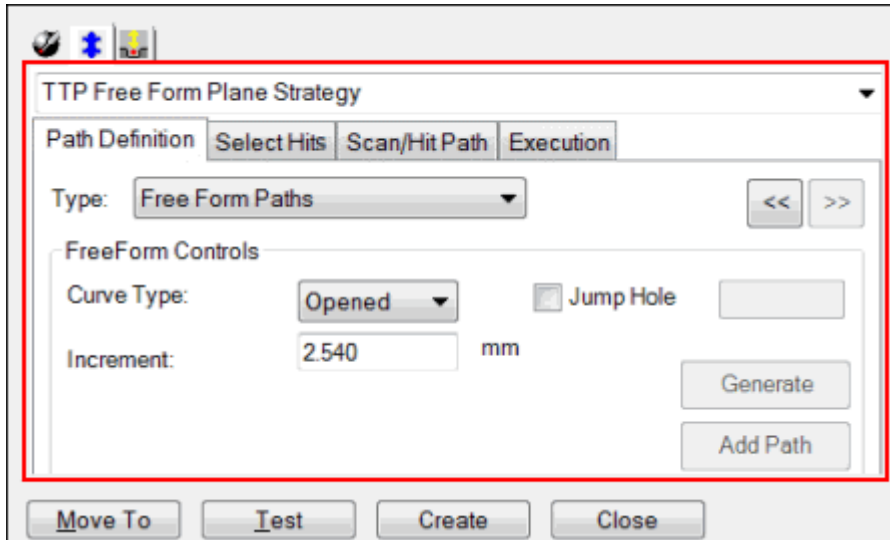 TTP Free Form Plane Strategy
Path Definition Select Hits Scan/Hit Path Execution
Type: Free Form Paths << >>
FreeForm Controls
Curve Type: Opened Jump Hole
Increment: 2.540 mm
Generate
Add Path
Move To Test Create Close